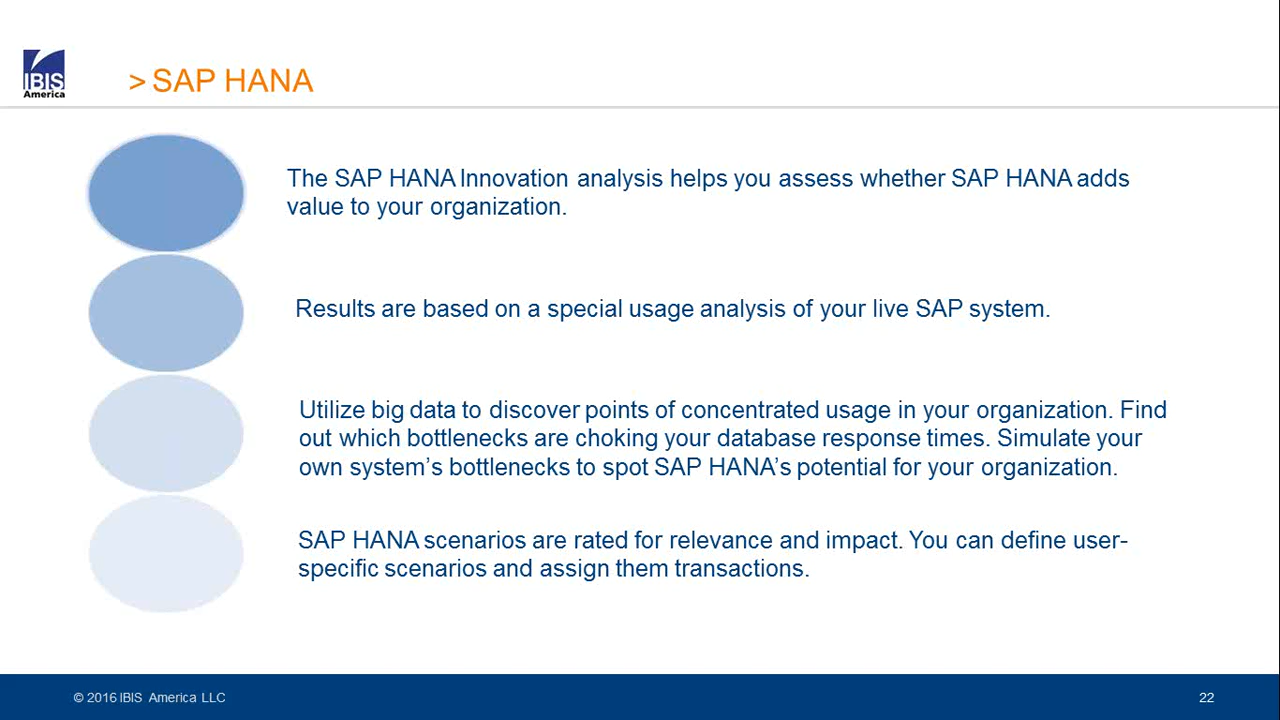 IBIS
America
> SAP HANA
The SAP HANA Innovation analysis helps you assess whether SAP HANA adds
value to your organization.
Results are based on a special usage analysis of your live SAP system.
Utilize big data to discover points of concentrated usage in your organization. Find
out which bottlenecks are choking your database response times. Simulate your
own system’s bottlenecks to spot SAP HANA’s potential for your organization.
SAP HANA scenarios are rated for relevance and impact. You can define user-
specific scenarios and assign them transactions.
© 2016 IBIS America LLC
22